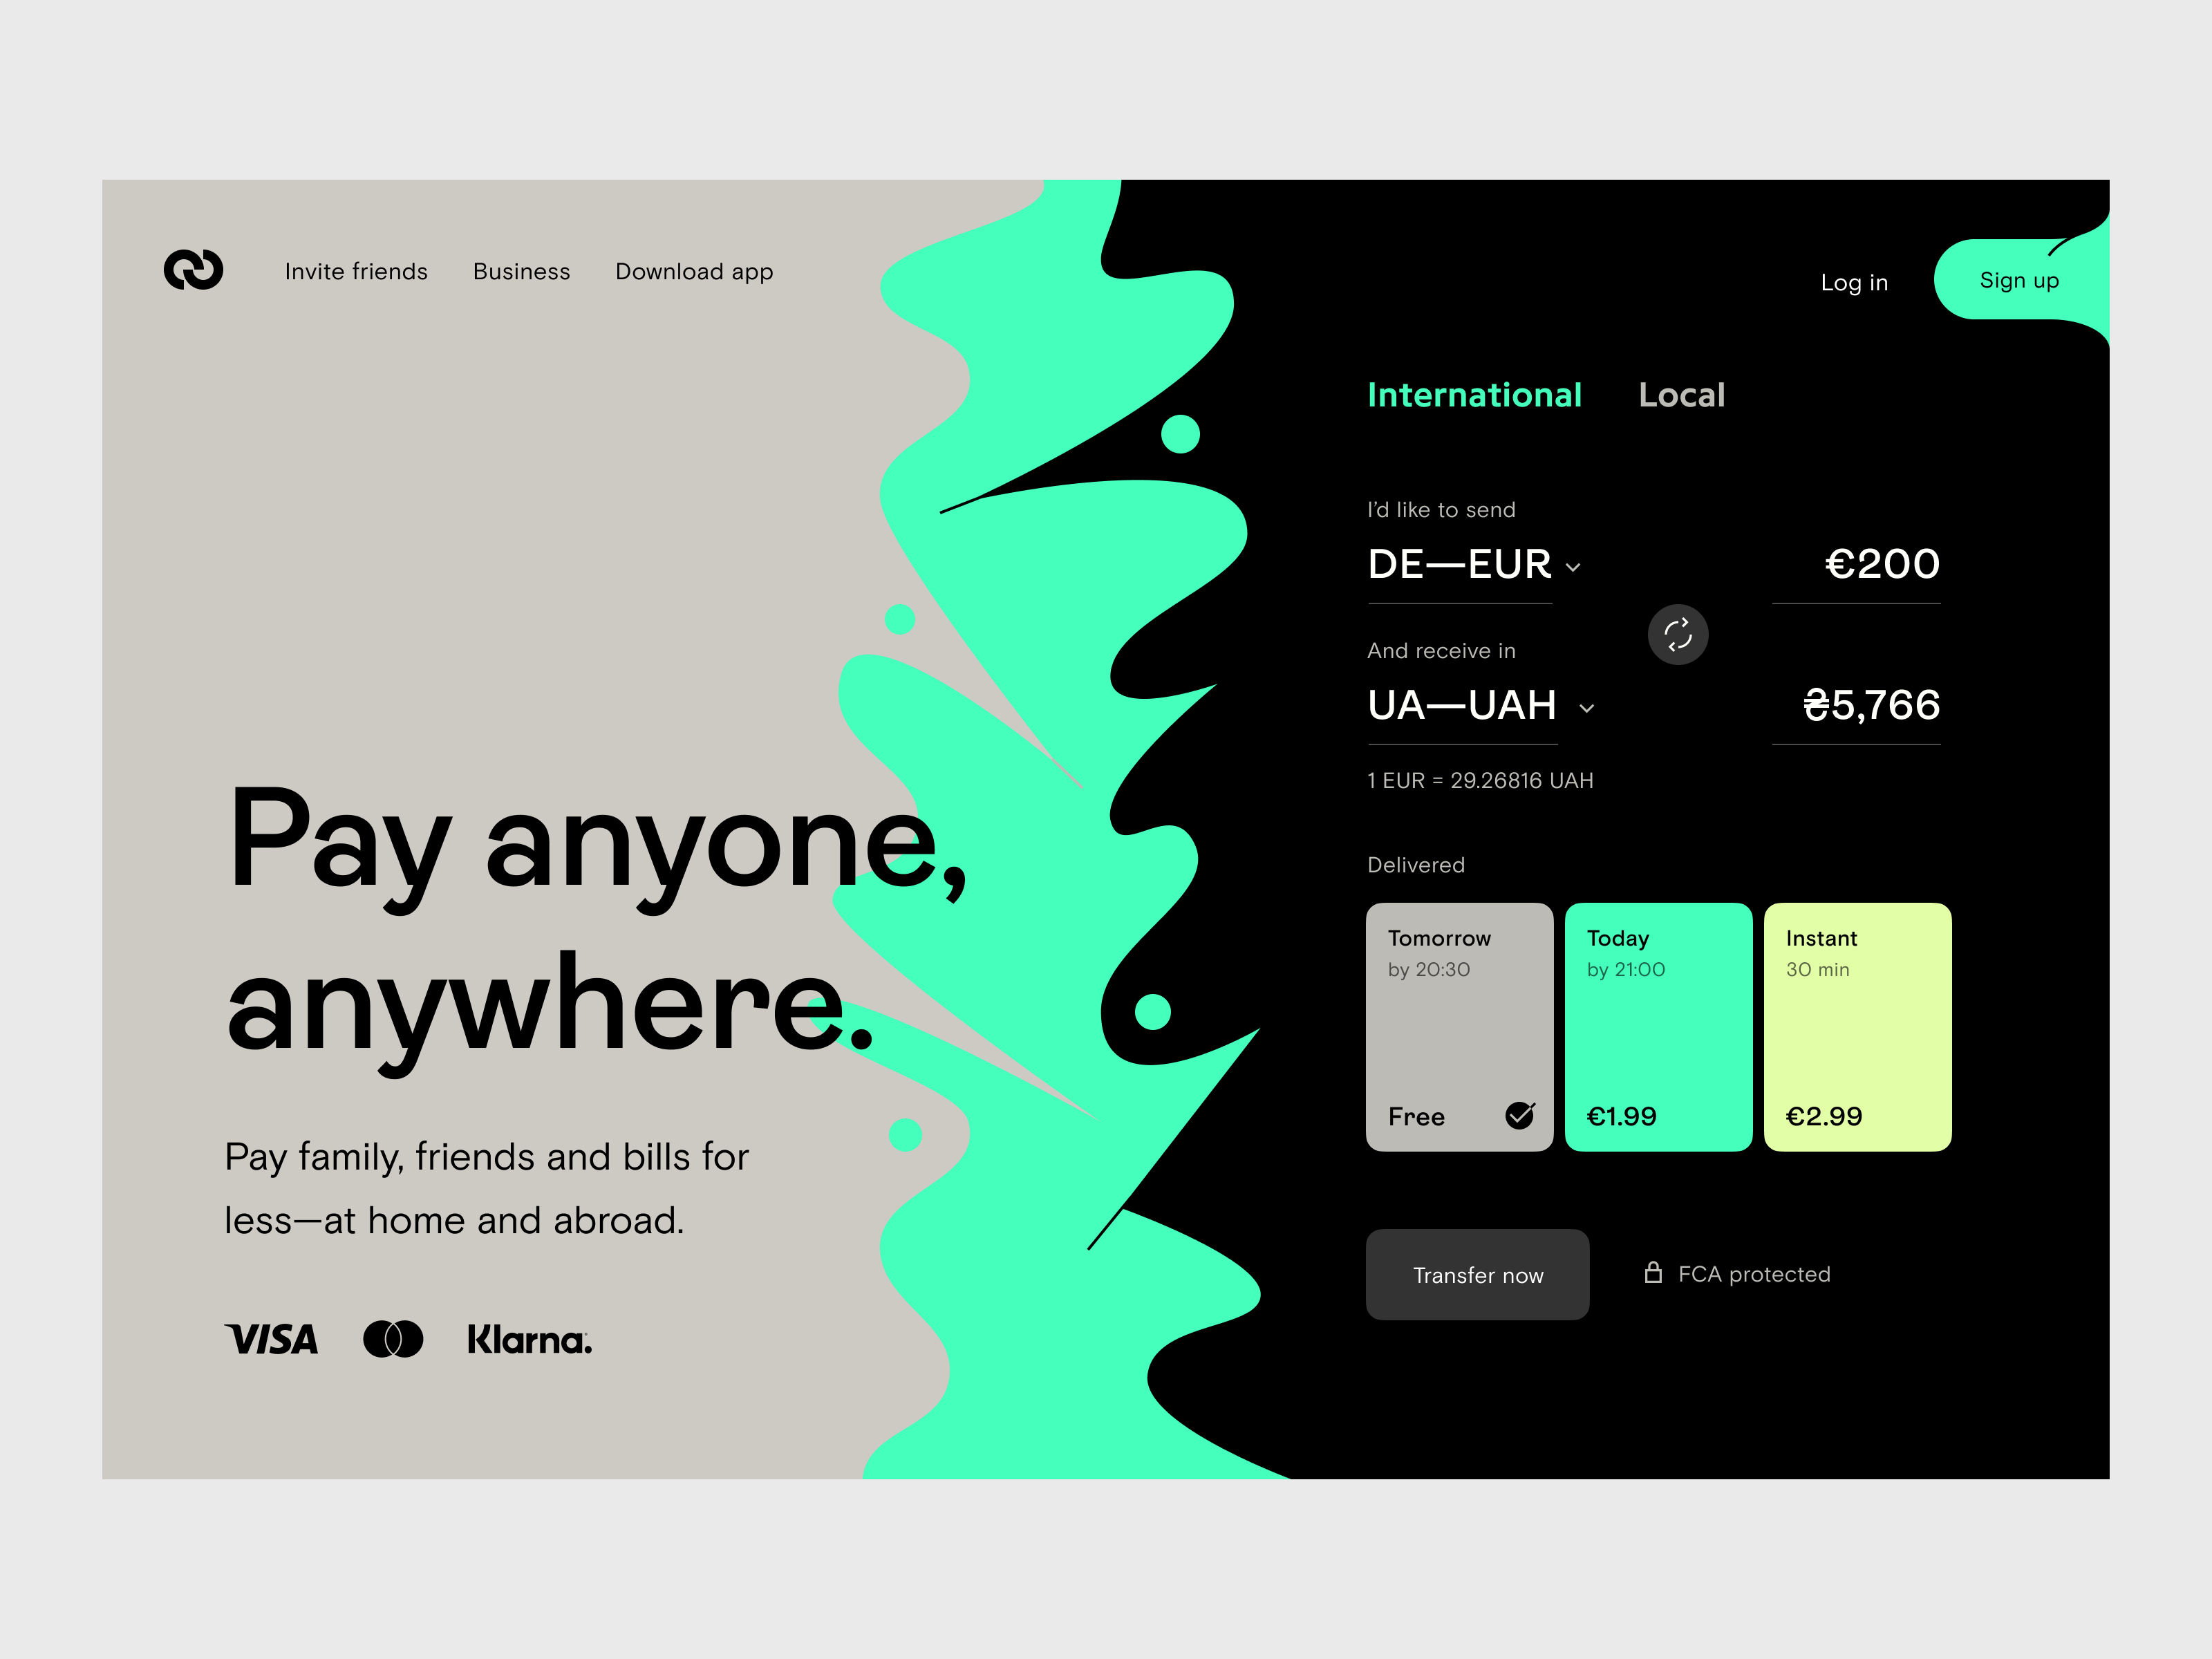 Invite friends
Business
Download app
Log in
Sign up
Pay anyone,
anywhere.
Pay family, friends and bills for
less—at home and abroad.
VISA
Klarna.
International
Local
I’d like to send
DE—EUR
€200
And receive in
UA—UAH
₴5,766
1 EUR = 29.26816 UAH
Delivered
Tomorrow
by 20:30
Free
Today
by 21:00
€1.99
Instant
30 min
€2.99
Transfer now
FCA protected